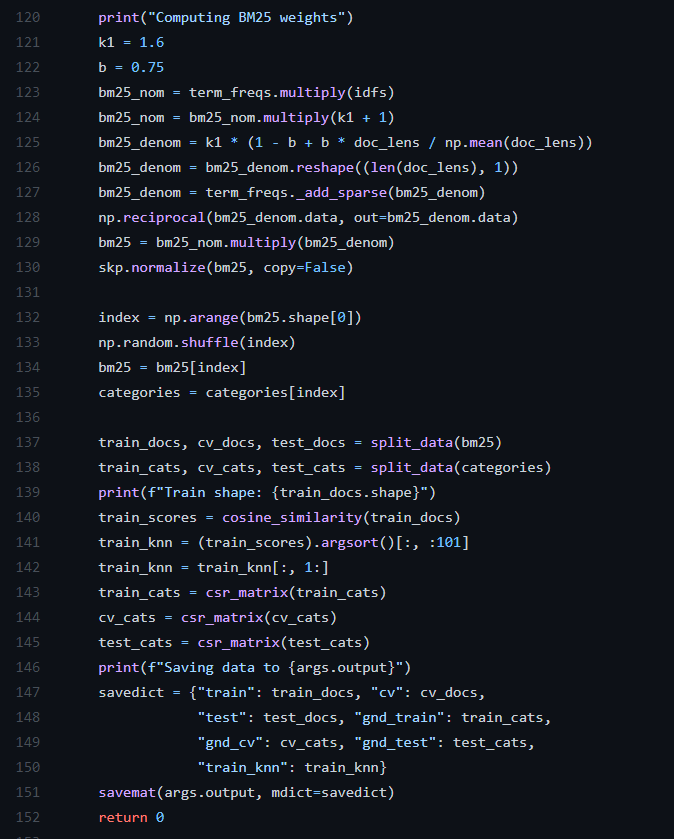 120 print("Computing BM25 weights")
121 k1 = 1.6
122 b = 0.75
123 bm25_nom = term_freqs.multiply(idfs)
124 bm25_nom = bm25_nom.multiply(k1 + 1)
125 bm25_denom = k1 * (1 - b + b * doc_lens / np.mean(doc_lens))
126 bm25_denom = bm25_denom.reshape((len(doc_lens), 1))
127 bm25_denom = term_freqs._add_sparse(bm25_denom)
128 np.reciprocal(bm25_denom.data, out=bm25_denom.data)
129 bm25 = bm25_nom.multiply(bm25_denom)
130 skp.normalize(bm25, copy=False)
131
132 index = np.arange(bm25.shape[0])
133 np.random.shuffle(index)
134 bm25 = bm25[index]
135 categories = categories[index]
136
137 train_docs, cv_docs, test_docs = split_data(bm25)
138 train_cats, cv_cats, test_cats = split_data(categories)
139 print(f"Train shape: {train_docs.shape}")
140 train_scores = cosine_similarity(train_docs)
141 train_knn = (train_scores).argsort()[:, :101]
142 train_knn = train_knn[:, 1:]
143 train_cats = csr_matrix(train_cats)
144 cv_cats = csr_matrix(cv_cats)
145 test_cats = csr_matrix(test_cats)
146 print(f"Saving data to {args.output}")
147 savedict = {"train": train_docs, "cv": cv_docs,
148 "test": test_docs, "gnd_train": train_cats,
149 "gnd_cv": cv_cats, "gnd_test": test_cats,
150 "train_knn": train_knn}
151 savemat(args.output, mdict=savedict)
152 return 0